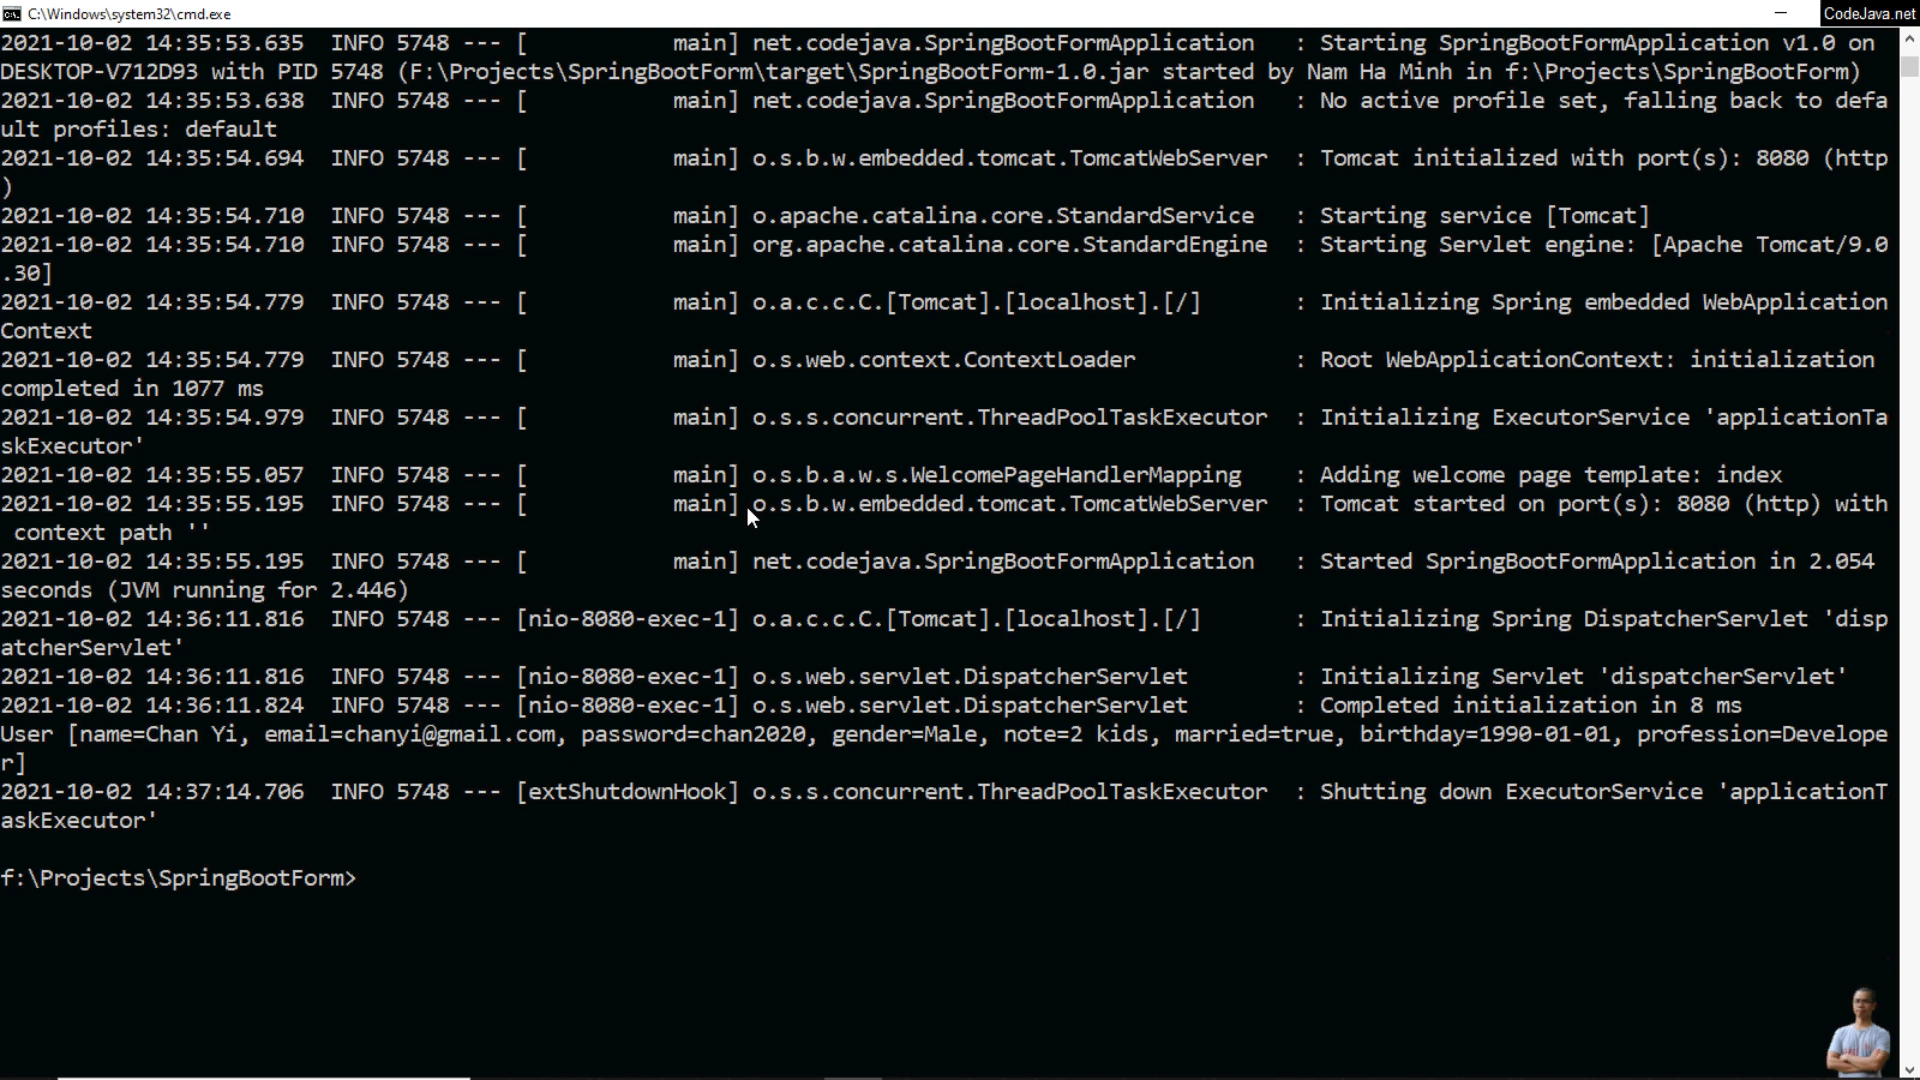 C:\Windows\system32\cmd.exe
CodeJava.net
2021-10-02 14:35:53.635  INFO 5748 --- [           main] net.codejava.SpringBootFormApplication   : Starting SpringBootFormApplication v1.0 on
DESKTOP-V712D93 with PID 5748 (F:\Projects\SpringBootForm\target\SpringBootForm-1.0.jar started by Nam Ha Minh in f:\Projects\SpringBootForm)
2021-10-02 14:35:53.638  INFO 5748 --- [           main] net.codejava.SpringBootFormApplication   : No active profile set, falling back to defa
ult profiles: default
2021-10-02 14:35:54.694  INFO 5748 --- [           main] o.s.b.w.embedded.tomcat.TomcatWebServer  : Tomcat initialized with port(s): 8080 (http
)
2021-10-02 14:35:54.710  INFO 5748 --- [           main] o.apache.catalina.core.StandardService   : Starting service [Tomcat]
2021-10-02 14:35:54.710  INFO 5748 --- [           main] org.apache.catalina.core.StandardEngine  : Starting Servlet engine: [Apache Tomcat/9.0
.30]
2021-10-02 14:35:54.779  INFO 5748 --- [           main] o.a.c.c.C.[Tomcat].[localhost].[/]       : Initializing Spring embedded WebApplication
Context
2021-10-02 14:35:54.779  INFO 5748 --- [           main] o.s.web.context.ContextLoader            : Root WebApplicationContext: initialization
completed in 1077 ms
2021-10-02 14:35:54.979  INFO 5748 --- [           main] o.s.s.concurrent.ThreadPoolTaskExecutor  : Initializing ExecutorService 'applicationTa
skExecutor'
2021-10-02 14:35:55.057  INFO 5748 --- [           main] o.s.b.a.w.s.WelcomePageHandlerMapping    : Adding welcome page template: index
2021-10-02 14:35:55.195  INFO 5748 --- [           main] o.s.b.w.embedded.tomcat.TomcatWebServer  : Tomcat started on port(s): 8080 (http) with
 context path ''
2021-10-02 14:35:55.195  INFO 5748 --- [           main] net.codejava.SpringBootFormApplication   : Started SpringBootFormApplication in 2.054
seconds (JVM running for 2.446)
2021-10-02 14:36:11.816  INFO 5748 --- [nio-8080-exec-1] o.a.c.c.C.[Tomcat].[localhost].[/]       : Initializing Spring DispatcherServlet 'disp
atcherServlet'
2021-10-02 14:36:11.816  INFO 5748 --- [nio-8080-exec-1] o.s.web.servlet.DispatcherServlet        : Initializing Servlet 'dispatcherServlet'
2021-10-02 14:36:11.824  INFO 5748 --- [nio-8080-exec-1] o.s.web.servlet.DispatcherServlet        : Completed initialization in 8 ms
User [name=Chan Yi, email=chanyi@gmail.com, password=chan2020, gender=Male, note=2 kids, married=true, birthday=1990-01-01, profession=Develope
r]
2021-10-02 14:37:14.706  INFO 5748 --- [extShutdownHook] o.s.s.concurrent.ThreadPoolTaskExecutor  : Shutting down ExecutorService 'applicationT
askExecutor'
f:\Projects\SpringBootForm>